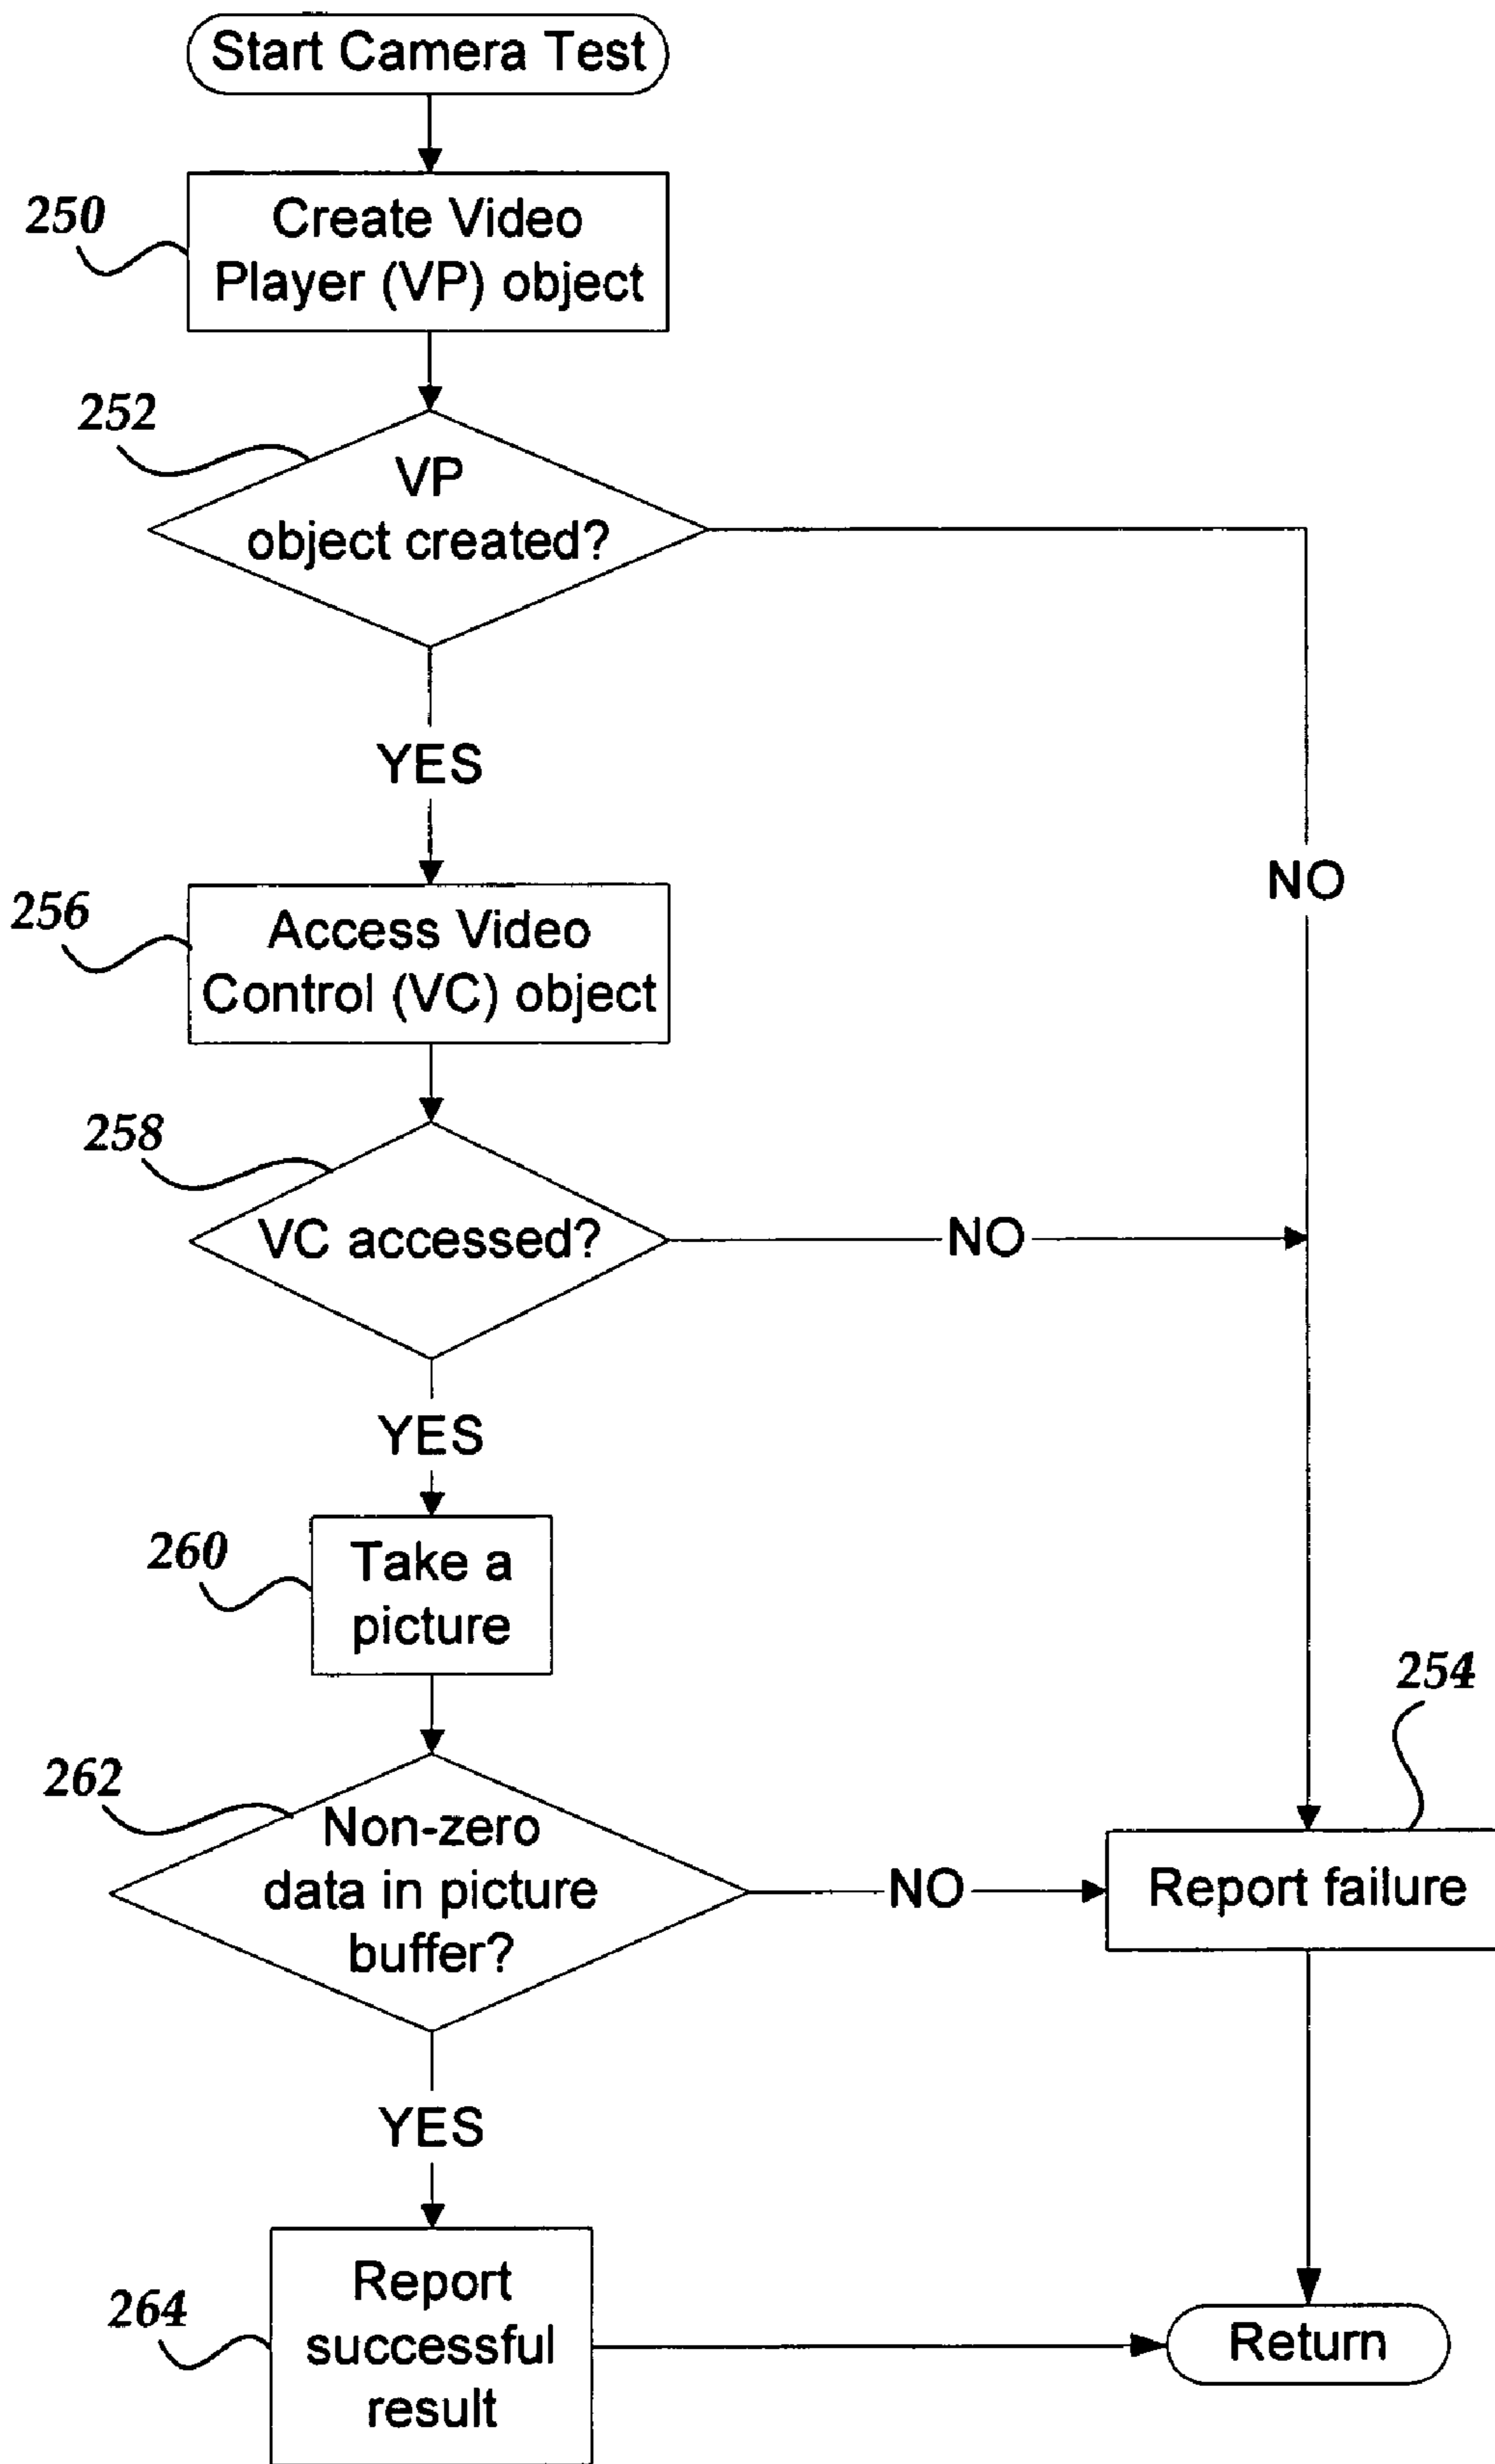 Start Camera Test
250
Create Video
Player (VP) object
252
VP
object created?
YES
NO
256
Access Video
Control (VC) object
258
VC accessed?
NO
YES
260
Take a
picture
254
262
Non-zero
data in picture
buffer?
NO
Report failure
YES
264
Report
successful
result
Return